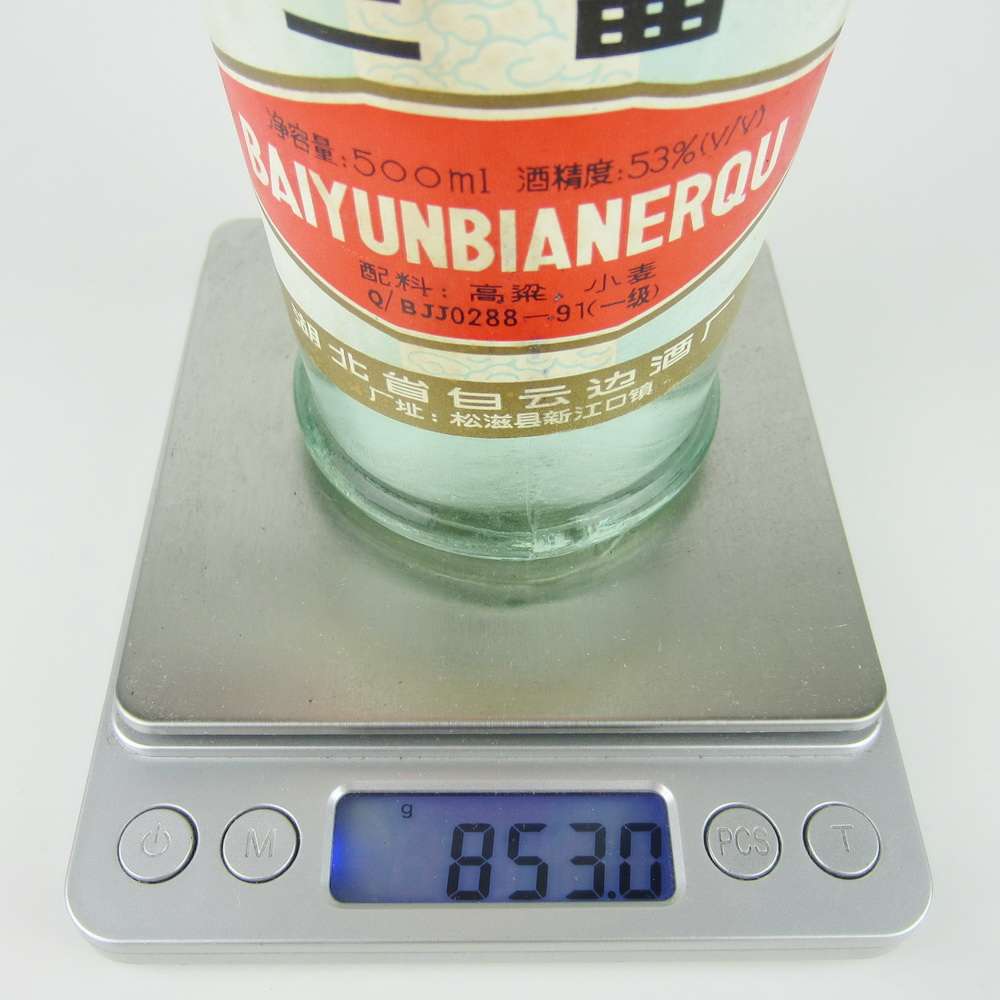 净容量:500ml 酒精度:53%(V/V)
BAIYUNBIANERQU
配料:高粱、小麦
Q/BJJ0288—91(一级)
湖北省白云边酒厂
厂址:松滋县新江口镇
g
853.0
M
PCS
T